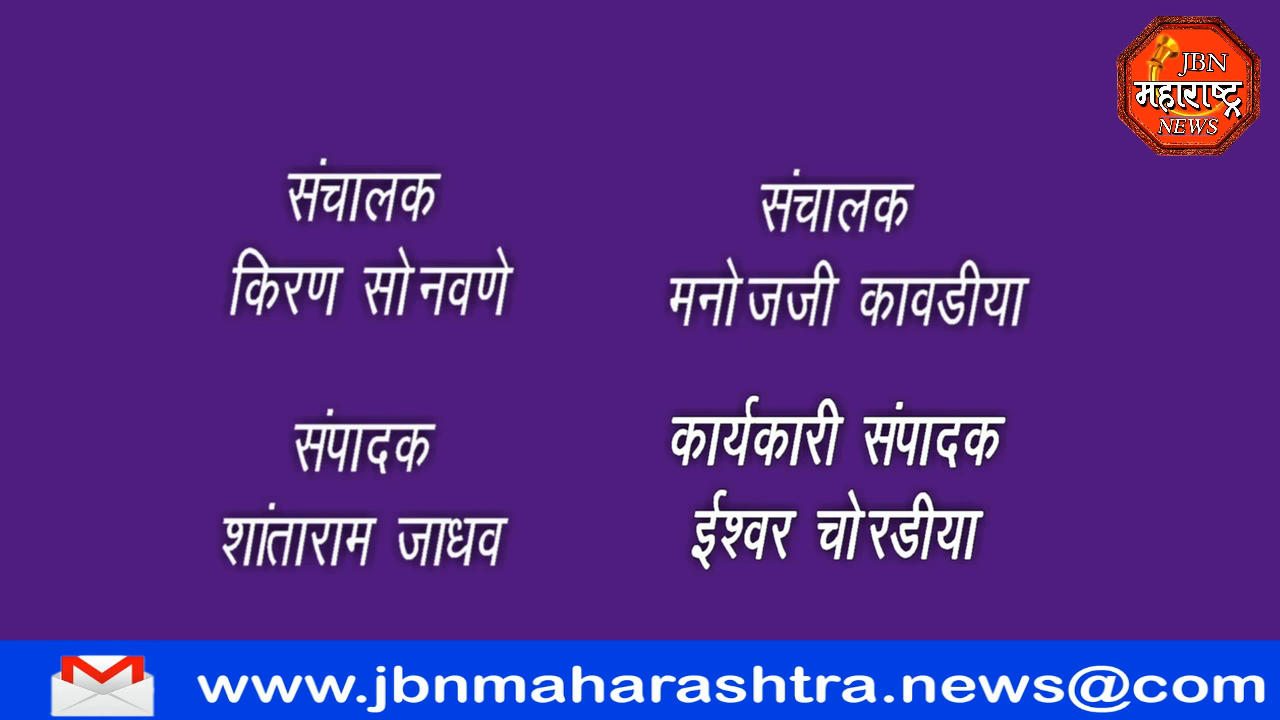 JBN
महाराष्ट्र
NEWS
संचालक
किरण सोनवणे
संचालक
मनोजजी कावडीया
संपादक
शांताराम जाधव
कार्यकारी संपादक
ईश्वर चोरडीया
www.jbnmaharashtra.news@com